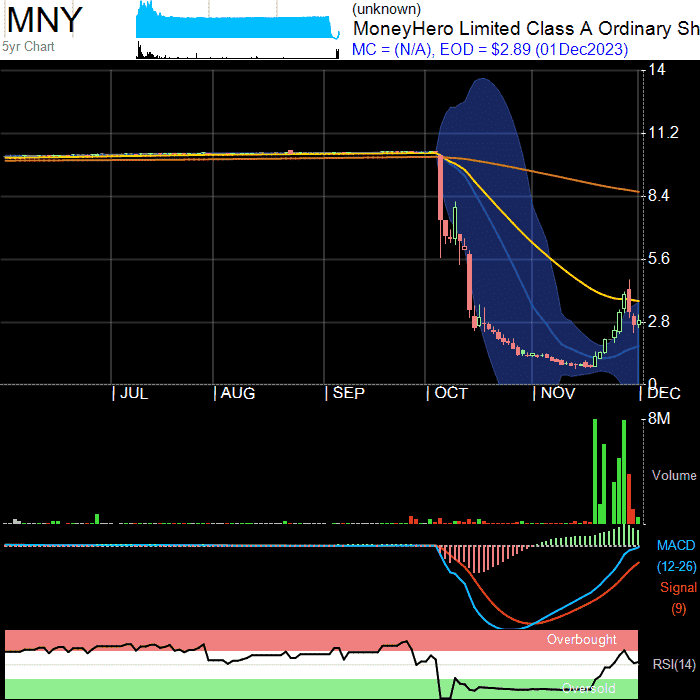 MNY
5yr Chart
(unknown)
MoneyHero Limited Class A Ordinary Sh
MC = (N/A), EOD = $2.89 (01Dec2023)
14
11.2
8.4
5.6
2.8
0
JUL AUG SEP OCT NOV DEC
8M
Volume
MACD
(12-26)
Signal
(9)
Overbought
RSI(14)
Oversold